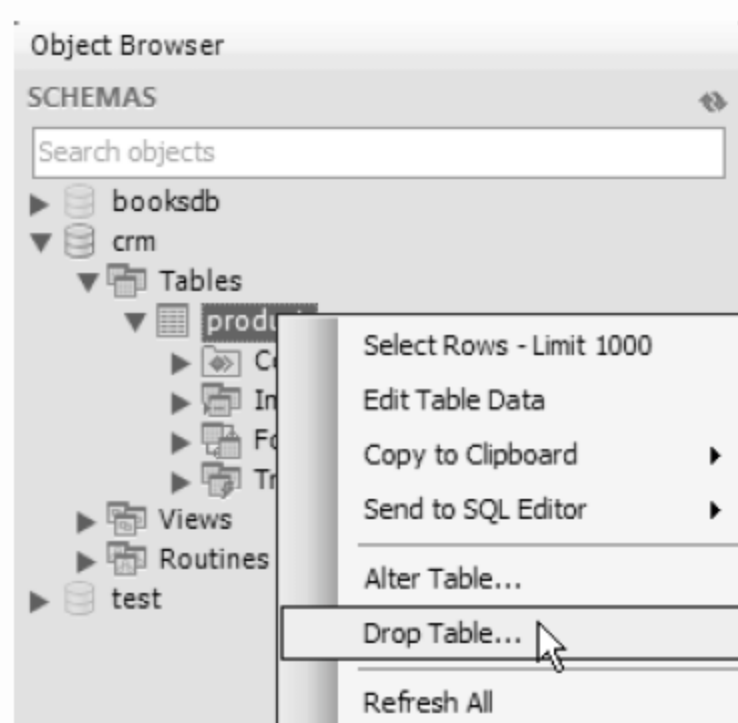 Object Browser
SCHEMAS
Search objects
booksdb
crm
Tables
Select Rows - Limit 1000
Edit Table Data
Copy to Clipboard
Send to SQL Editor
Views
Routines
Alter Table...
test
Drop Table...
Refresh All